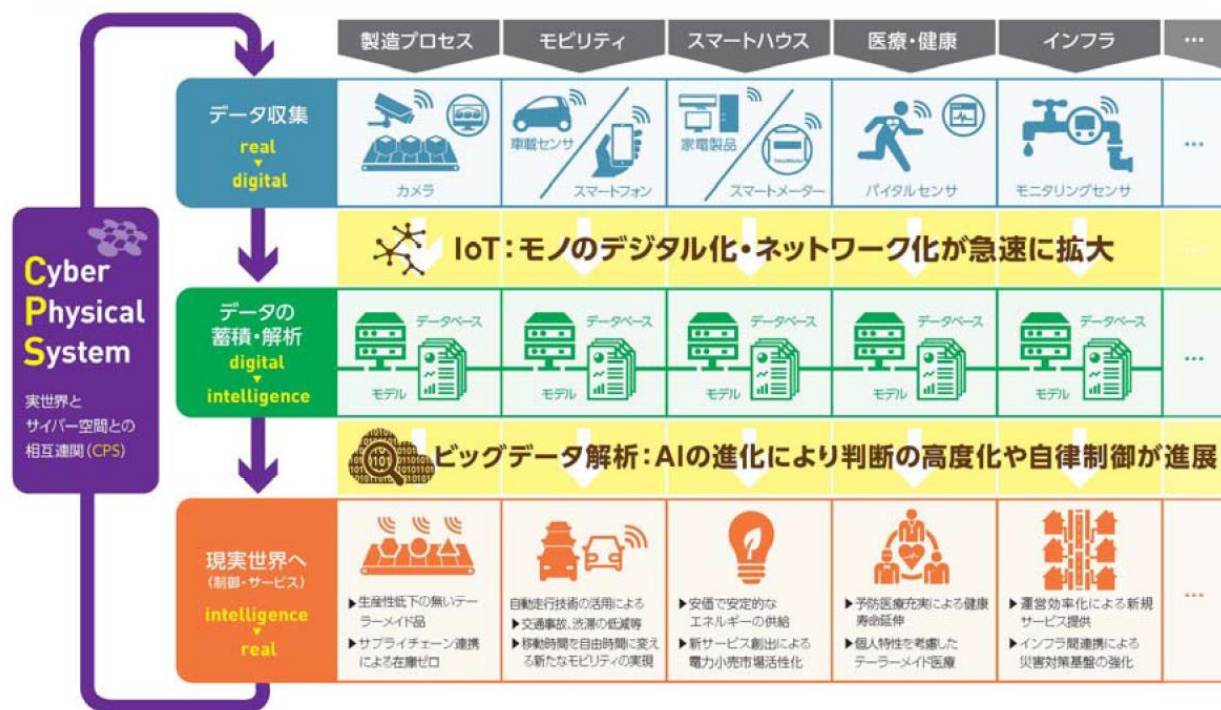 製造プロセス
モビリティ
スマートハウス
医療・健康
インフラ
…
Cyber
Physical
System
実世界と
サイバー空間との
相互連関(CPS)
データ収集
real
digital
カメラ
車載センサ
スマートフォン
家電製品
スマートメーター
バイタルセンサ
モニタリングセンサ
…
IoT:モノのデジタル化・ネットワーク化が急速に拡大
…
データの
蓄積・解析
digital
intelligence
データベース
モデル
データベース
モデル
データベース
モデル
データベース
モデル
データベース
モデル
…
ビッグデータ解析:AIの進化により判断の高度化や自律制御が進展
現実世界へ
(制御・サービス)
intelligence
real
▶生産性低下の無いテー
ラーメイド品
▶サプライチェーン連携
による在庫ゼロ
自動走行技術の活用による
▶交通事故、渋滞の低減等
▶移動時間を自由時間に変え
る新たなモビリティの実現
▶安価で安定的な
エネルギーの供給
▶新サービス創出による
電力小売市場活性化
▶予防医療充実による健康
寿命延伸
▶個人特性を考慮した
テーラーメイド医療
▶運営効率化による新規
サービス提供
▶インフラ間連携による
災害対策基盤の強化
…